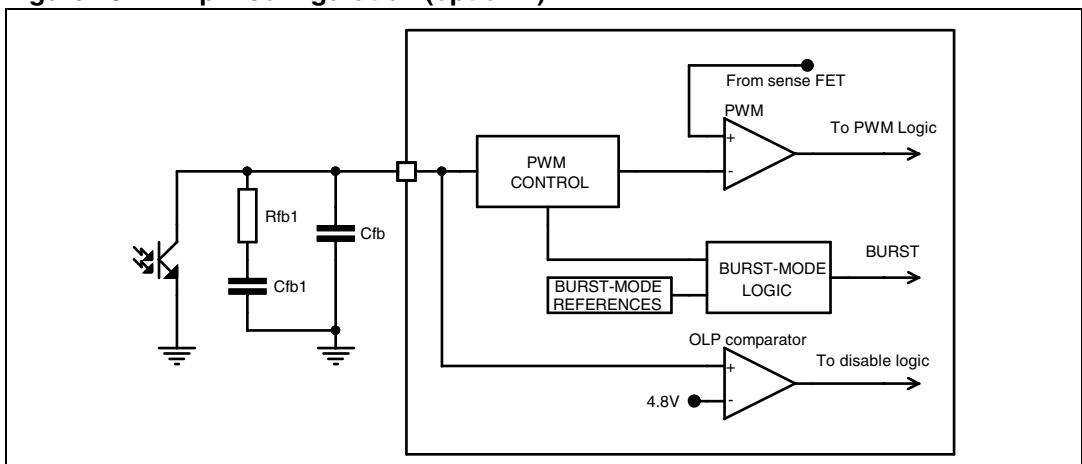 From sense FET
PWM
+
-
To PWM Logic
PWM
CONTROL
Rfb1
Cfb
Cfb1
BURST
BURST-MODE
LOGIC
BURST-MODE
REFERENCES
OLP comparator
+
-
To disable logic
4.8V